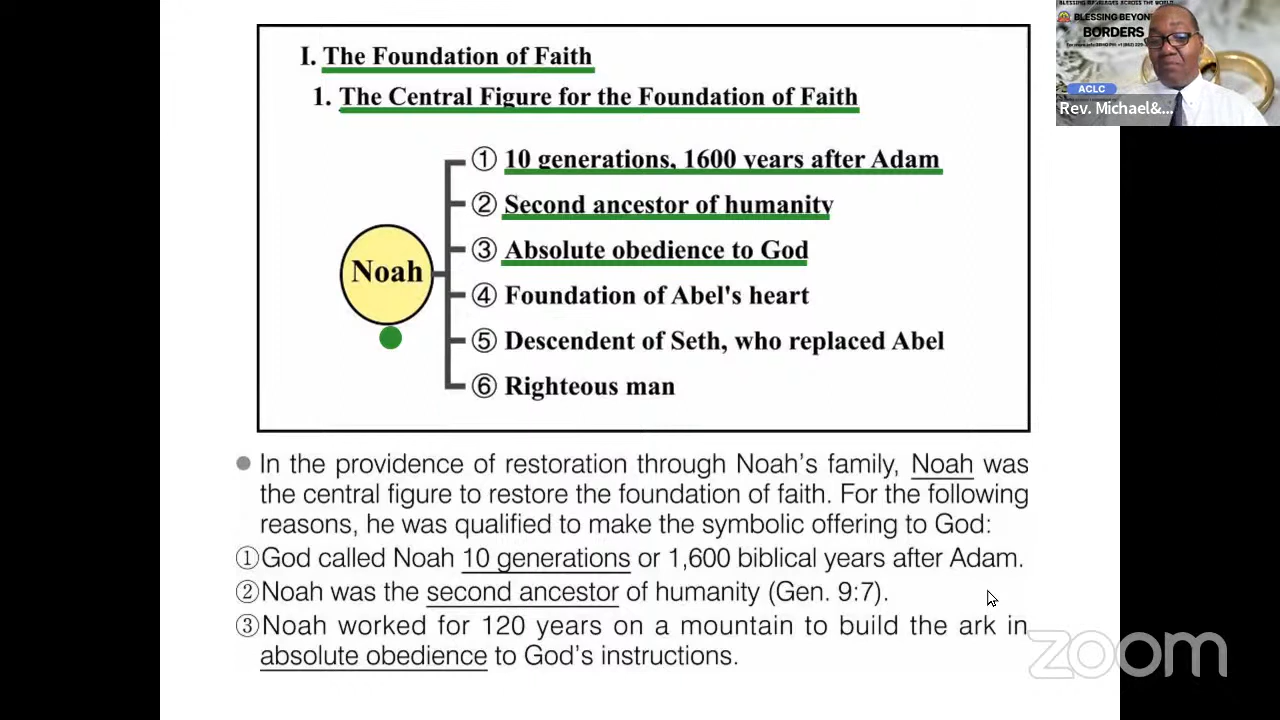 I. The Foundation of Faith
1. The Central Figure for the Foundation of Faith
Noah
① 10 generations, 1600 years after Adam
② Second ancestor of humanity
③ Absolute obedience to God
④ Foundation of Abel's heart
⑤ Descendent of Seth, who replaced Abel
⑥ Righteous man
In the providence of restoration through Noah's family, Noah was
the central figure to restore the foundation of faith. For the following
reasons, he was qualified to make the symbolic offering to God:
①God called Noah 10 generations or 1,600 biblical years after Adam.
②Noah was the second ancestor of humanity (Gen. 9:7).
③Noah worked for 120 years on a mountain to build the ark in
absolute obedience to God's instructions.
BLESSING MARRIAGES ACROSS THE WORLD
BLESSING BEYOND
BORDERS
ACLC
Rev. Michael&...
zoom